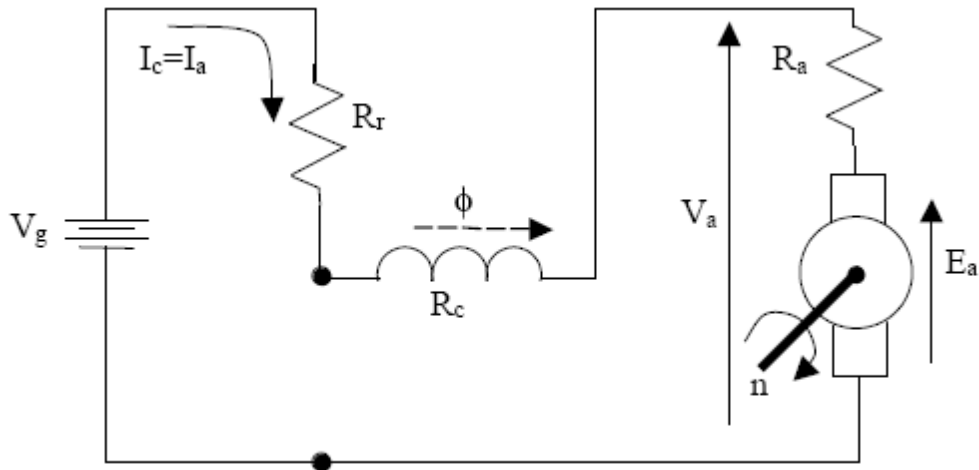 I_c=I_a
R_r
R_a
ϕ
V_g
V_a
E_a
R_c
n